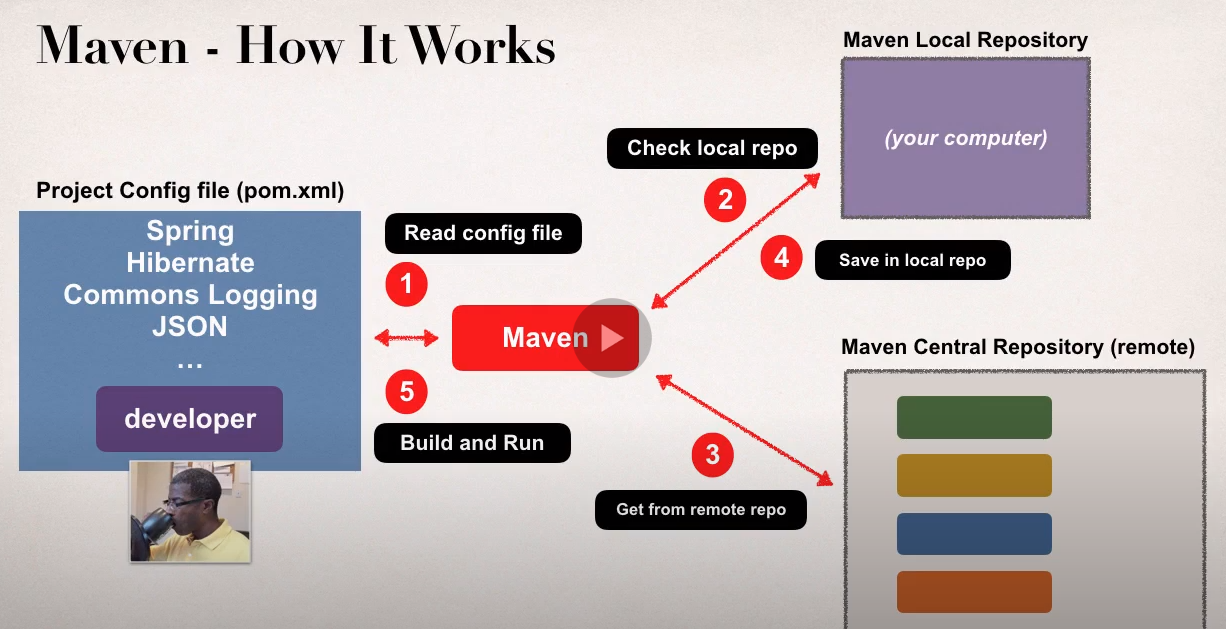 Maven - How It Works
Maven Local Repository
(your computer)
Check local repo
2
4
Save in local repo
Project Config file (pom.xml)
Spring
Hibernate
Commons Logging
JSON
...
developer
Read config file
1
Maven
5
Build and Run
Maven Central Repository (remote)
3
Get from remote repo